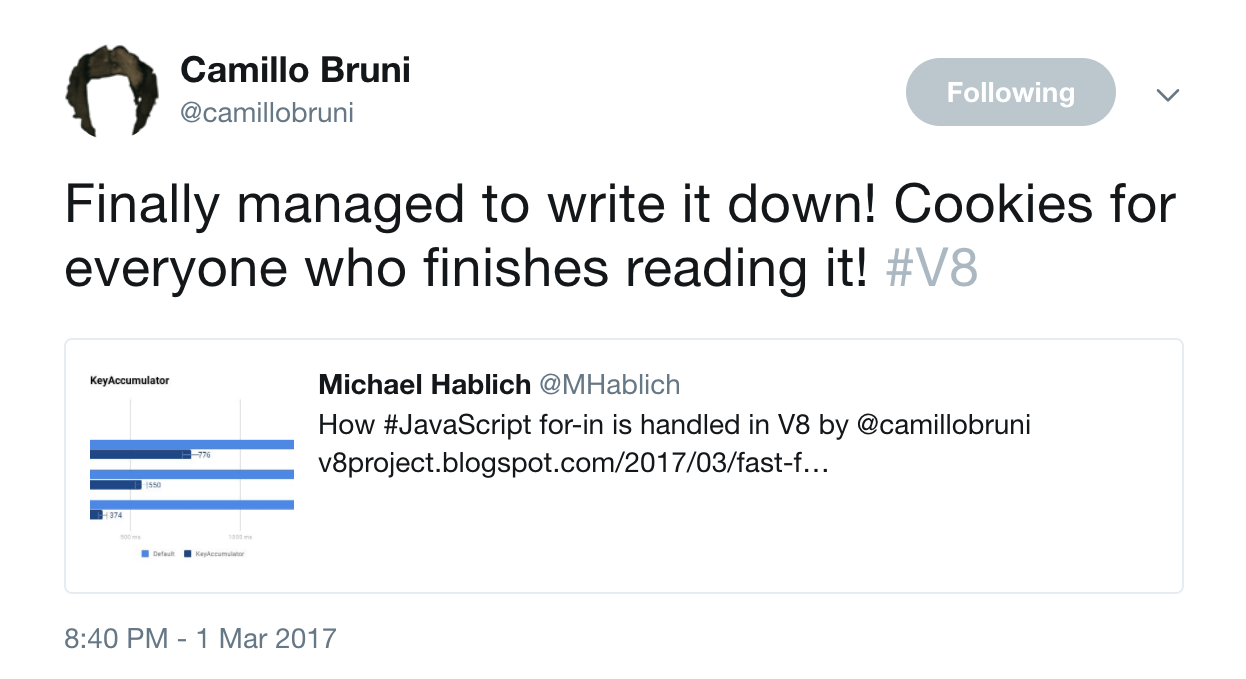 Camillo Bruni
@camillobruni
Following
Finally managed to write it down! Cookies for
everyone who finishes reading it! #V8
KeyAccumulator
776
550
374
500 ms
1000 ms
Default
KeyAccumulator
Michael Hablich @MHablich
How #JavaScript for-in is handled in V8 by @camillobruni
v8project.blogspot.com/2017/03/fast-f…
8:40 PM - 1 Mar 2017